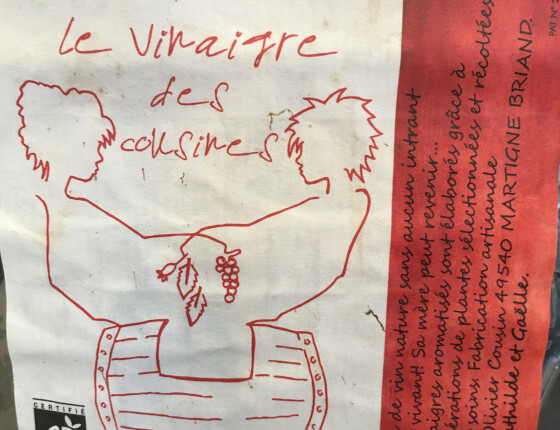 Le Vinaigre
des
cousines
de vin nature sans aucun intrant
vivant! Sa mère peut revenir...
aigres aromatisés sont élaborés grâce à
érations de plantes sélectionnées et récoltées
soins. Fabrication artisanale
Olivier Cousin 49540 MARTIGNE BRIAND.
thilde et Gaëlle.
PAT. N°
CERTIFIÉ